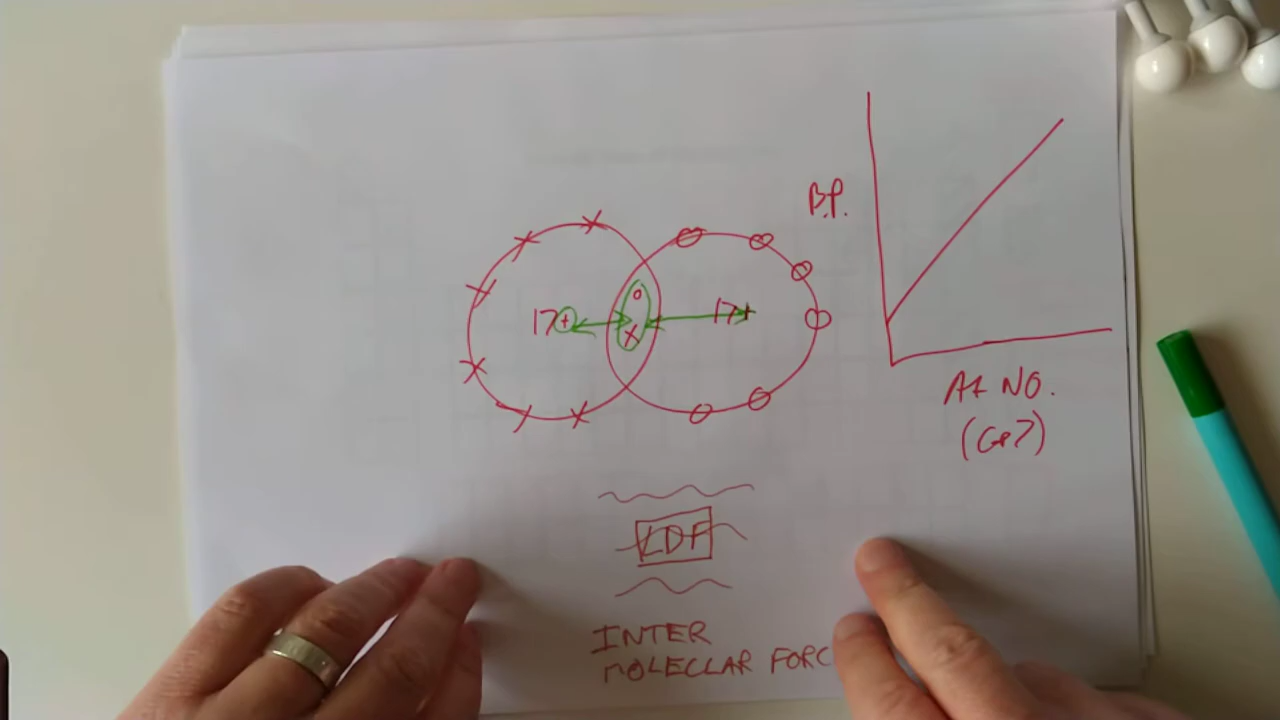 B.P.
17+
17+
At NO.
(Gp7)
LDF
INTER
MOLECLAR FORC